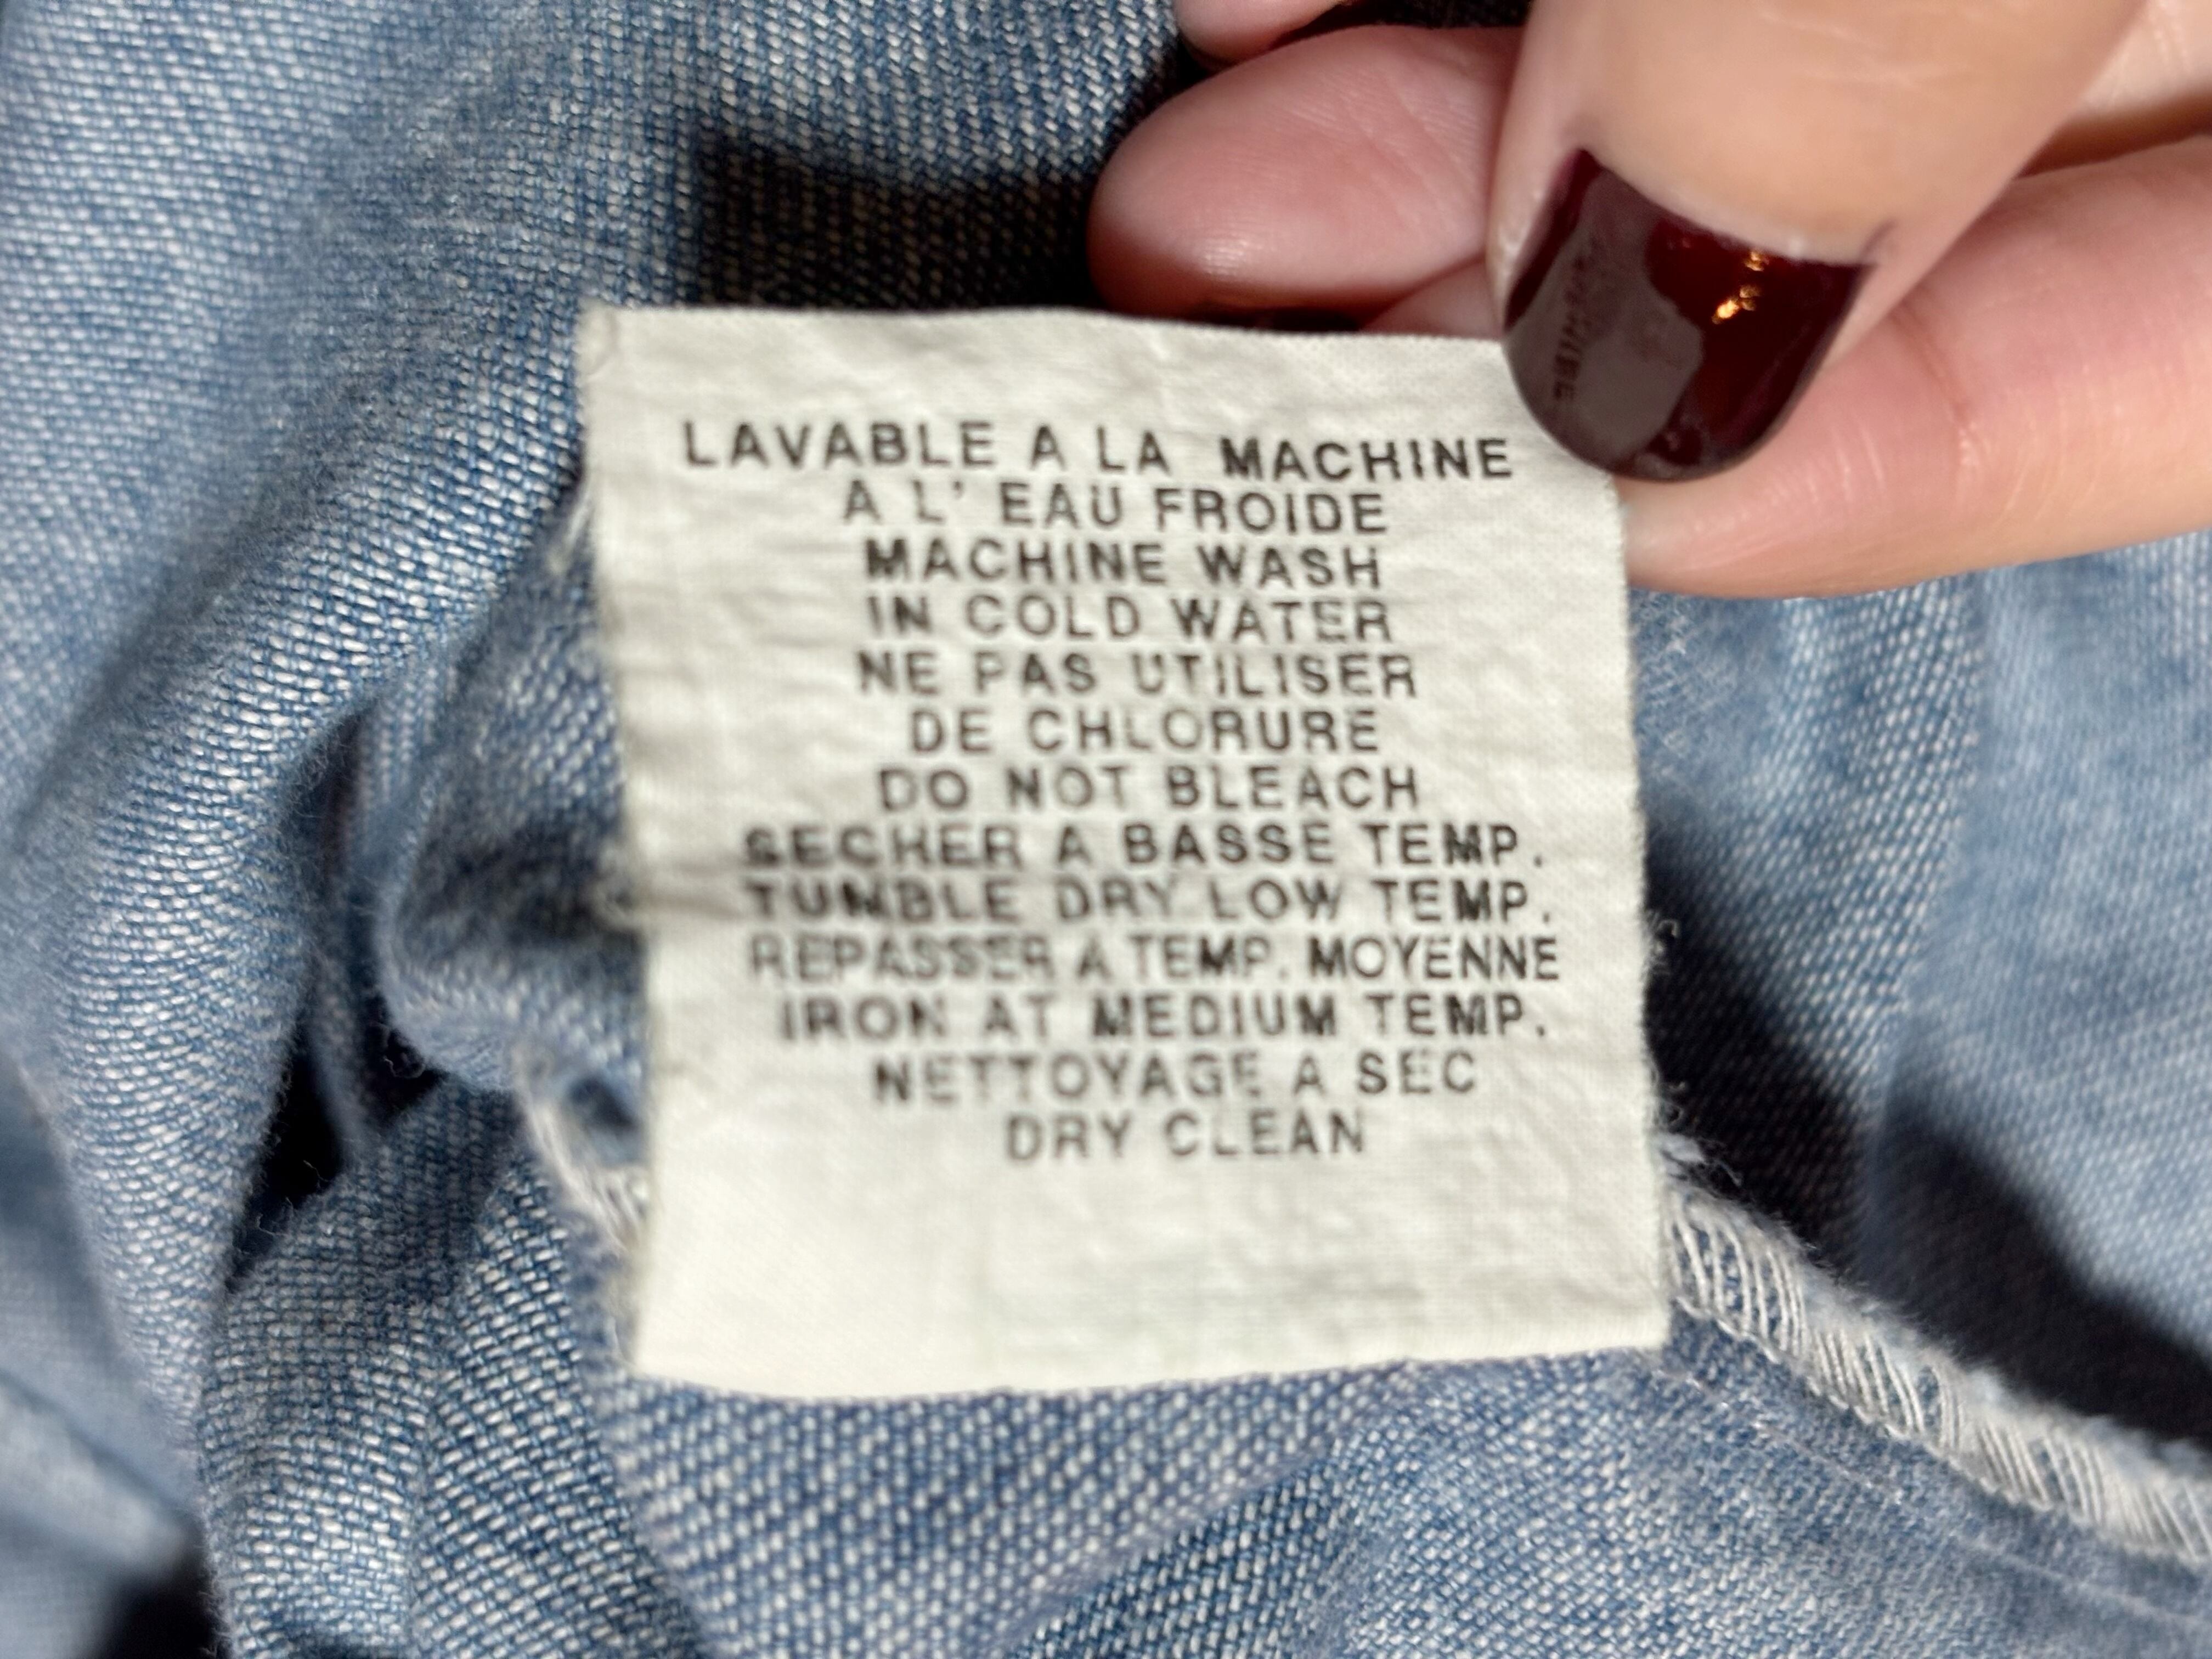 LAVABLE A LA MACHINE
A L' EAU FROIDE
MACHINE WASH
IN COLD WATER
NE PAS UTILISER
DE CHLORURE
DO NOT BLEACH
SECHER A BASSE TEMP.
TUMBLE DRY LOW TEMP.
REPASSER A TEMP. MOYENNE
IRON AT MEDIUM TEMP.
NETTOYAGE A SEC
DRY CLEAN